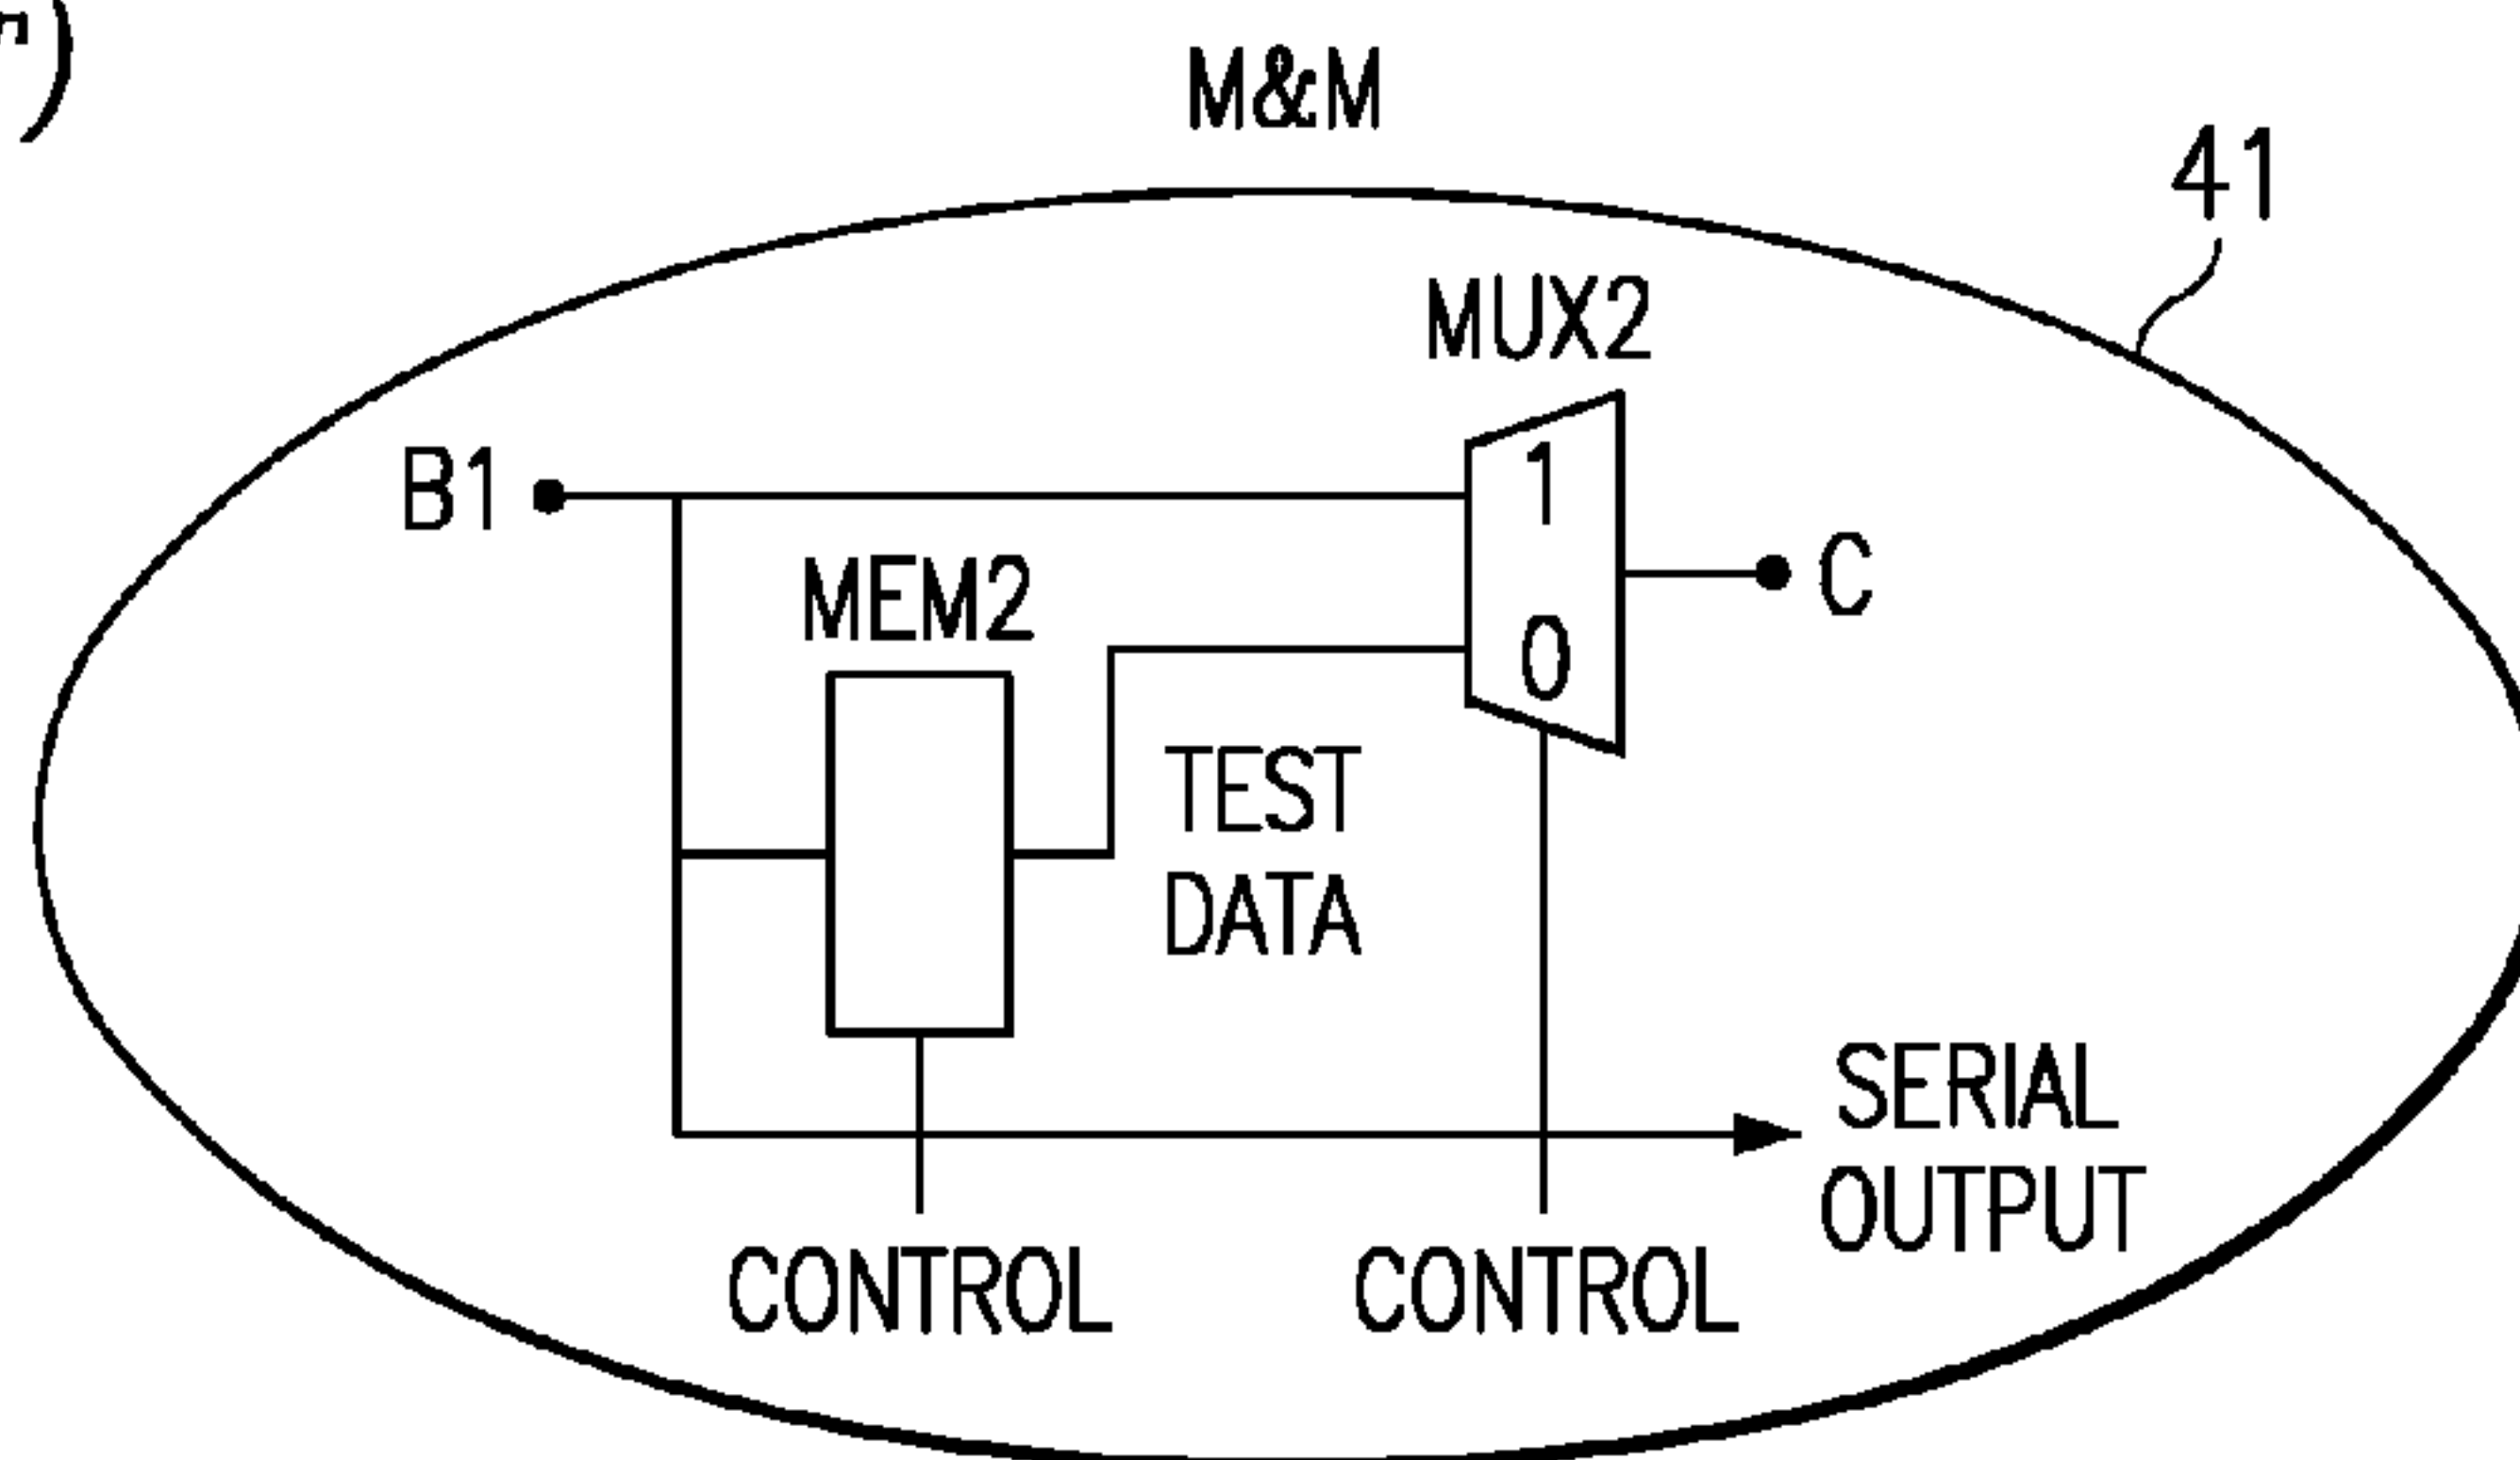 M&M
41
MUX2
B1
1
MEM2
C
0
TEST
DATA
SERIAL
OUTPUT
CONTROL
CONTROL